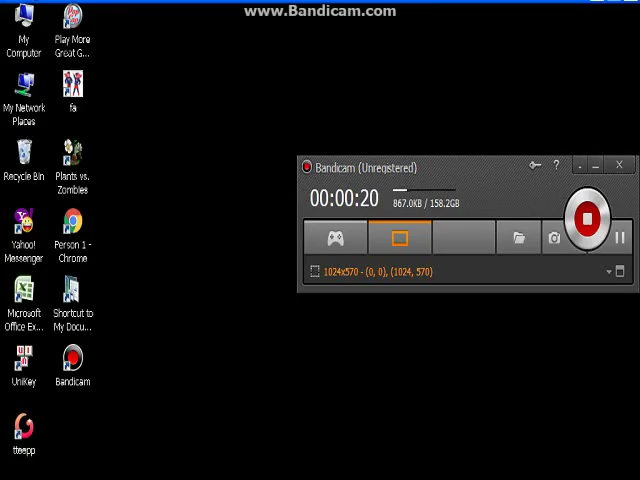 www.Bandicam.com
My
Computer
Play More
Great G...
My Network
Places
fa
Recycle Bin
Plants vs.
Zombies
Yahoo!
Messenger
Person 1 -
Chrome
Microsoft
Office Ex...
Shortcut to
My Docu...
UniKey
Bandicam
tteepp
Bandicam (Unregistered)
00:00:20
867.0KB / 158.2GB
1024x570 - (0, 0), (1024, 570)